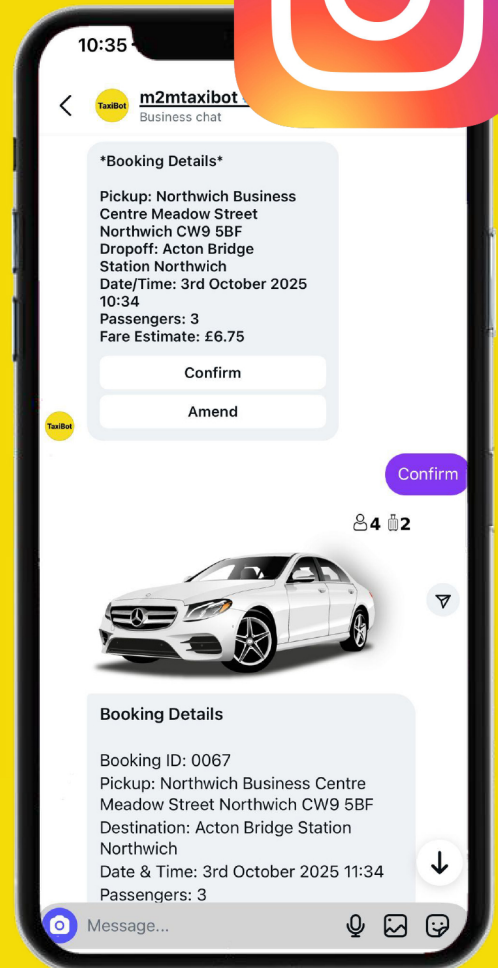 10:35
TaxiBot
m2mtaxibot
Business chat
*Booking Details*
Pickup: Northwich Business
Centre Meadow Street
Northwich CW9 5BF
Dropoff: Acton Bridge
Station Northwich
Date/Time: 3rd October 2025
10:34
Passengers: 3
Fare Estimate: £6.75
Confirm
Amend
TaxiBot
Confirm
4 2
Booking Details
Booking ID: 0067
Pickup: Northwich Business Centre
Meadow Street Northwich CW9 5BF
Destination: Acton Bridge Station
Northwich
Date & Time: 3rd October 2025 11:34
Passengers: 3
Message...